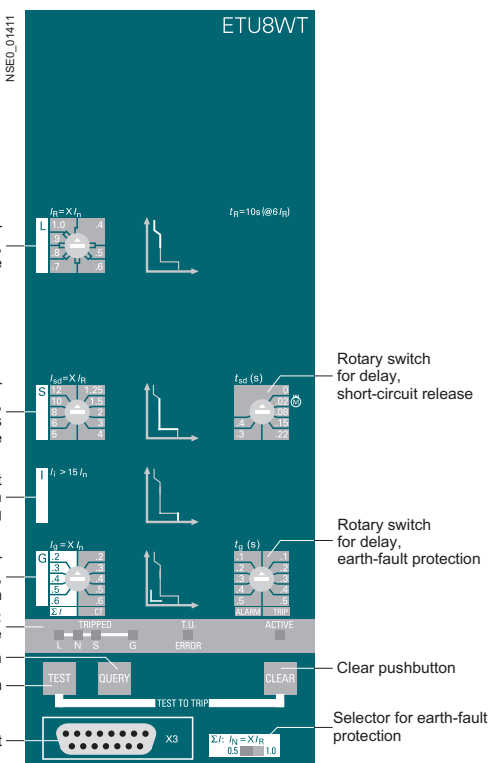 ETU8WT
NSE0_01411
I_R=X I_n
t_R=10s(@6 I_R)
L
1.0 .4
.9
.8 .5
.7 .6
I_sd=X I_R
t_sd (s)
S
12 1.25
10 1.5
8 2
6 3
5 4
0
.02 M
.08
.4 .15
.3 .22
Rotary switch
for delay,
short-circuit release
I
I_i >15 I_n
I_g = X I_n
t_g (s)
G
.2 .2
.3 .3
.4 .4
.5 .5
.6 .6
ΣI CT
.1 .1
.2 .2
.3 .3
.4 .4
.5 .5
ALARM TRIP
Rotary switch
for delay,
earth-fault protection
TRIPPED T.U. ACTIVE
L N S G ERROR
TEST QUERY CLEAR
Clear pushbutton
TEST TO TRIP
X3
ΣI: I_N = X I_R
0.5 1.0
Selector for earth-fault
protection